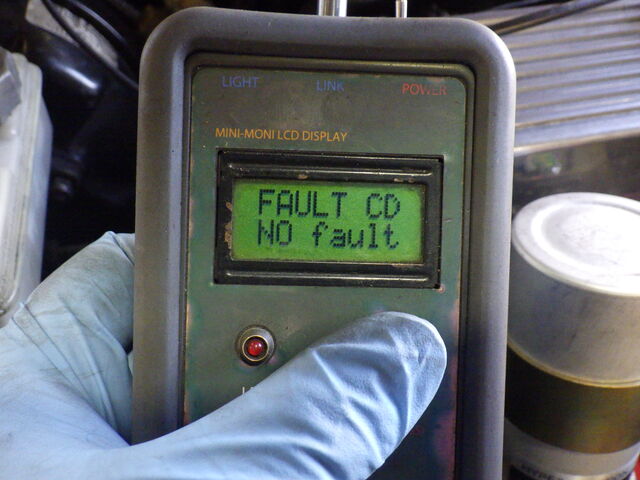 LIGHT LINK POWER
MINI-MONI LCD DISPLAY
FAULT CD
NO fault